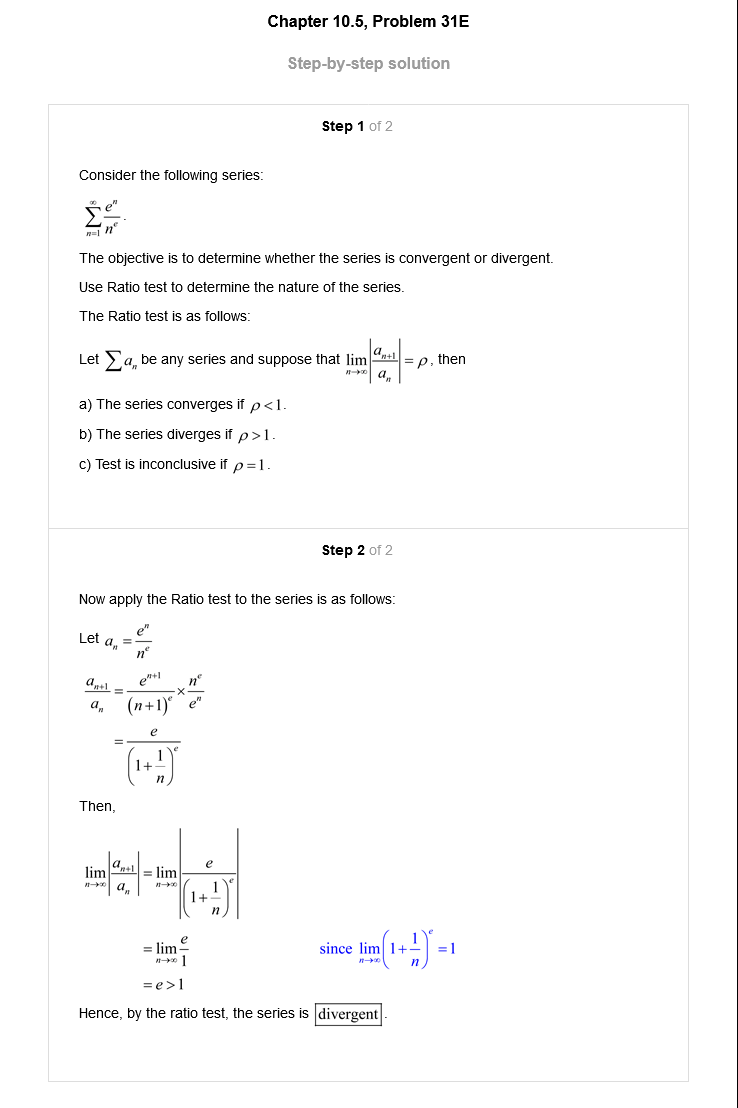 Chapter 10.5, Problem 31E
Step-by-step solution
Step 1 of 2
Consider the following series:
$\sum_{n=1}^{\infty} \frac{e^n}{n^e}$.
The objective is to determine whether the series is convergent or divergent.
Use Ratio test to determine the nature of the series.
The Ratio test is as follows:
Let $\sum a_n$ be any series and suppose that $\lim_{n \to \infty} \left| \frac{a_{n+1}}{a_n} \right| = \rho$, then
a) The series converges if $\rho < 1$.
b) The series diverges if $\rho > 1$.
c) Test is inconclusive if $\rho = 1$.
Step 2 of 2
Now apply the Ratio test to the series is as follows:
Let $a_n = \frac{e^n}{n^e}$
$\frac{a_{n+1}}{a_n} = \frac{e^{n+1}}{(n+1)^e} \times \frac{n^e}{e^n}$
$= \frac{e}{\left(1+\frac{1}{n}\right)^e}$
Then,
$\lim_{n \to \infty} \left| \frac{a_{n+1}}{a_n} \right| = \lim_{n \to \infty} \left| \frac{e}{\left(1+\frac{1}{n}\right)^e} \right|$
$= \lim_{n \to \infty} \frac{e}{1}$ since $\lim_{n \to \infty} \left(1+\frac{1}{n}\right)^e = 1$
$= e > 1$
Hence, by the ratio test, the series is divergent.